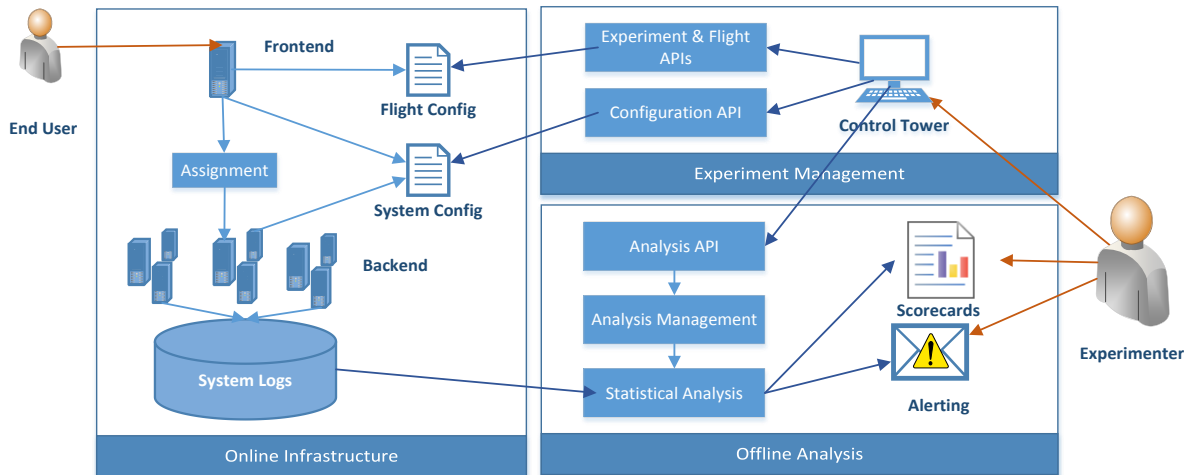 End User
Frontend
Flight Config
Assignment
System Config
Backend
System Logs
Online Infrastructure
Experiment & Flight
APIs
Configuration API
Control Tower
Experiment Management
Analysis API
Analysis Management
Statistical Analysis
Scorecards
Alerting
Offline Analysis
Experimenter